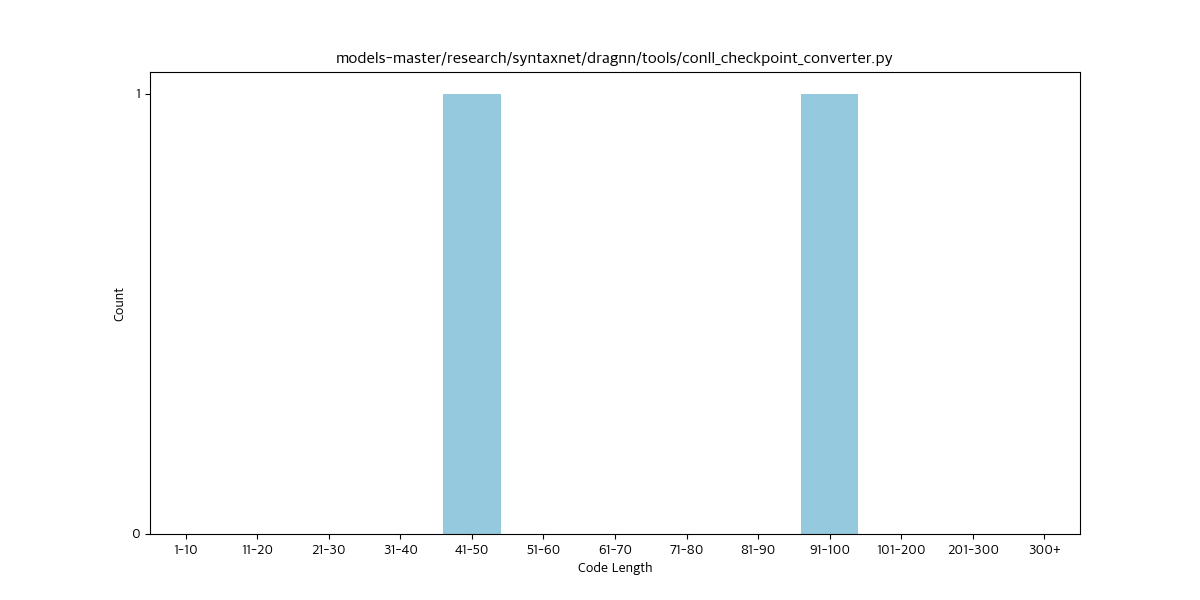 models-master/research/syntaxnet/dragnn/tools/conll_checkpoint_converter.py
1
Count
0
1-10 11-20 21-30 31-40 41-50 51-60 61-70 71-80 81-90 91-100 101-200 201-300 300+
Code Length